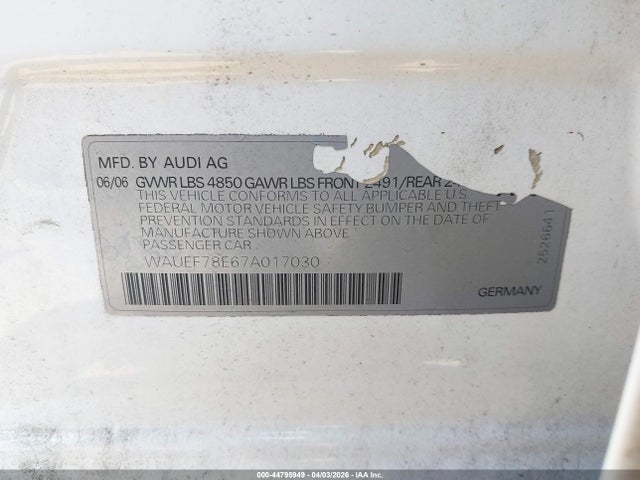 MFD. BY AUDI AG
06/06 GVWR LBS 4850 GAWR LBS FRONT 2491/REAR
THIS VEHICLE CONFORMS TO ALL APPLICABLE U.S
FEDERAL MOTOR VEHICLE SAFETY BUMPER AND THEFT
PREVENTION STANDARDS IN EFFECT ON THE DATE
MANUFACTURE SHOWN ABOVE
PASSENGER CAR
WAUEF78E67A017030
GERMANY
2526641
000-44795949 - 04/03/2026 - IAA Inc.